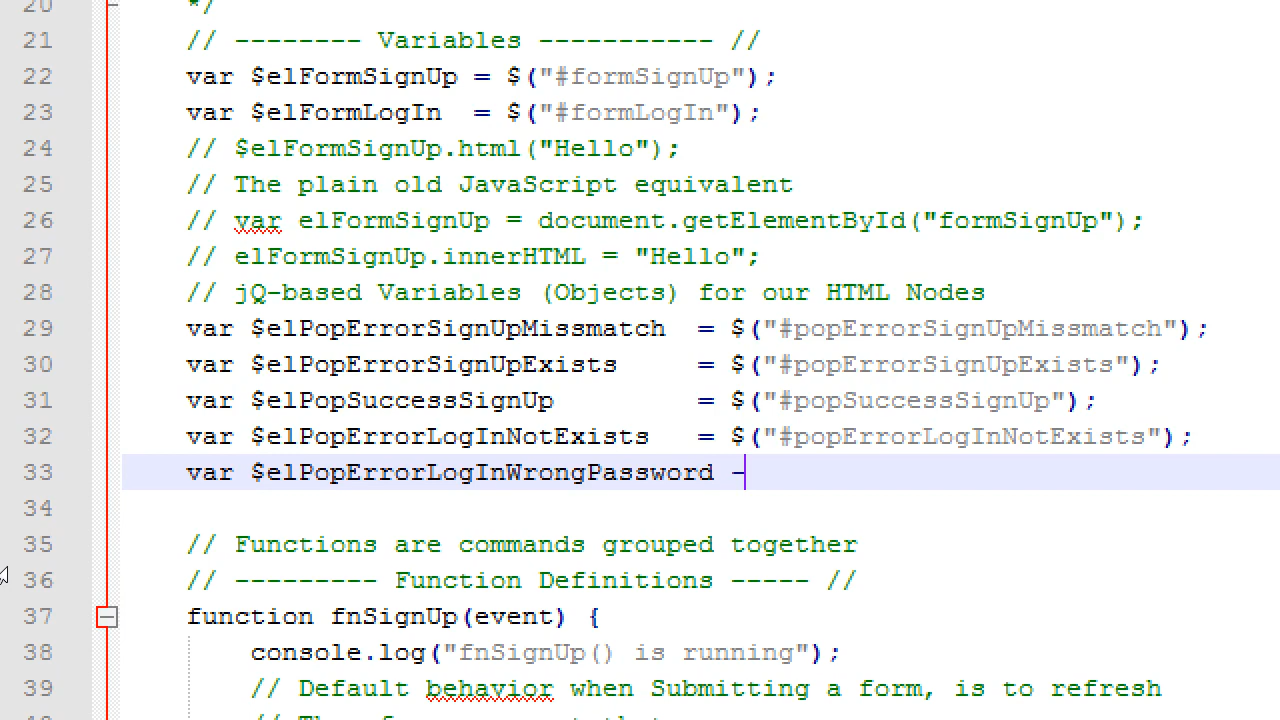 20 */
21 // -------- Variables ----------- //
22 var $elFormSignUp = $("#formSignUp");
23 var $elFormLogIn  = $("#formLogIn");
24 // $elFormSignUp.html("Hello");
25 // The plain old JavaScript equivalent
26 // var elFormSignUp = document.getElementById("formSignUp");
27 // elFormSignUp.innerHTML = "Hello";
28 // jQ-based Variables (Objects) for our HTML Nodes
29 var $elPopErrorSignUpMissmatch  = $("#popErrorSignUpMissmatch");
30 var $elPopErrorSignUpExists     = $("#popErrorSignUpExists");
31 var $elPopSuccessSignUp         = $("#popSuccessSignUp");
32 var $elPopErrorLogInNotExists   = $("#popErrorLogInNotExists");
33 var $elPopErrorLogInWrongPassword -
34
35 // Functions are commands grouped together
36 // --------- Function Definitions ----- //
37 function fnSignUp(event) {
38 console.log("fnSignUp() is running");
39 // Default behavior when Submitting a form, is to refresh